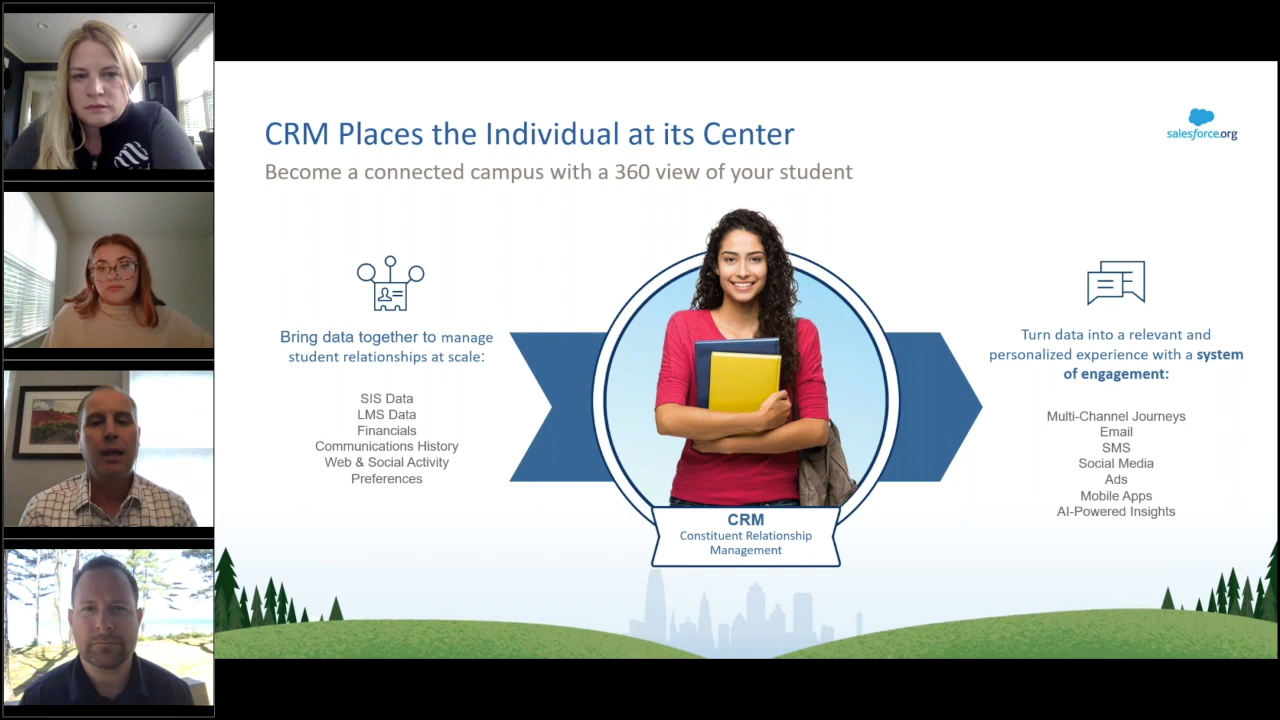 CRM Places the Individual at its Center
salesforce.org
Become a connected campus with a 360 view of your student
Bring data together to manage
student relationships at scale:
SIS Data
LMS Data
Financials
Communications History
Web & Social Activity
Preferences
CRM
Constituent Relationship
Management
Turn data into a relevant and
personalized experience with a system
of engagement:
Multi-Channel Journeys
Email
SMS
Social Media
Ads
Mobile Apps
AI-Powered Insights